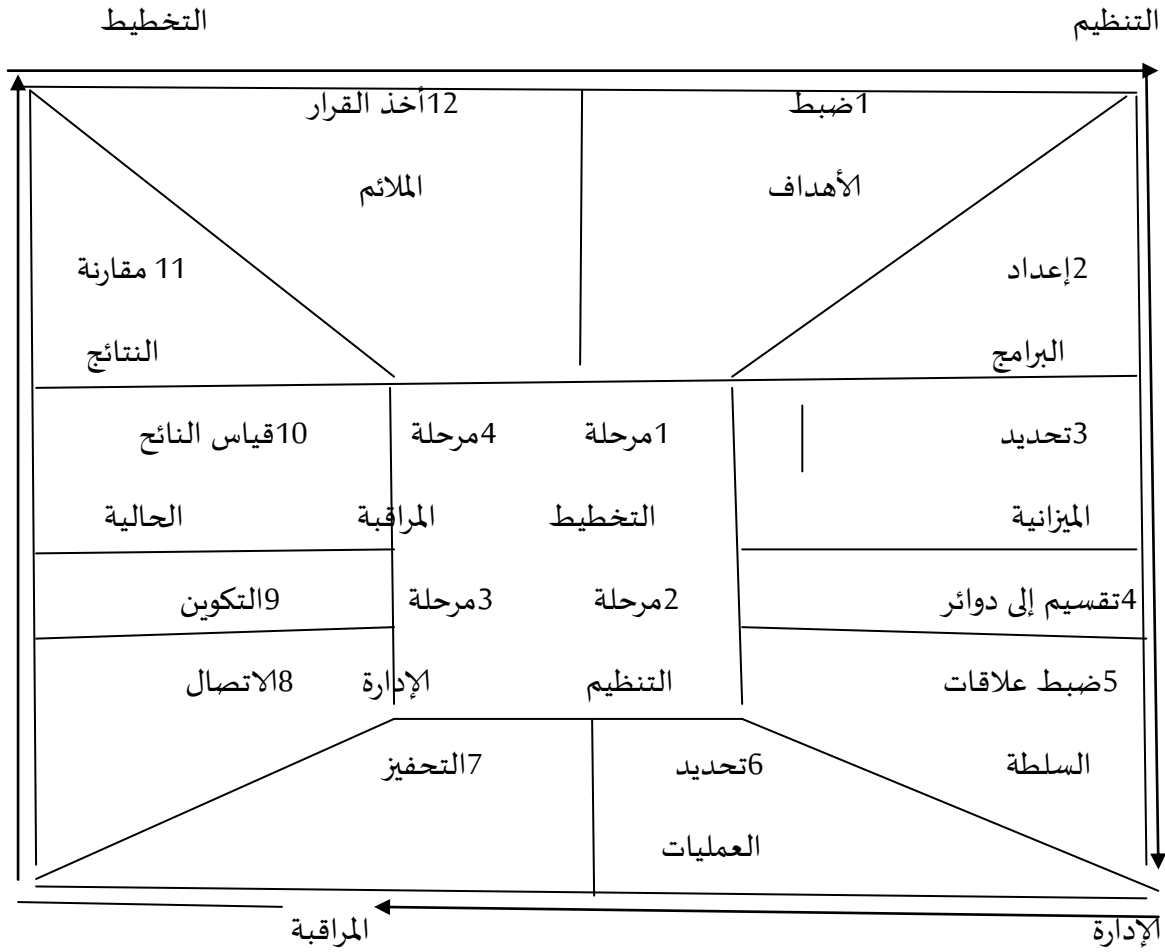 التنظيم
التخطيط
1ضبط
الأهداف
12أخذ القرار
الملائم
2إعداد
البرامج
11 مقارنة
النتائج
3تحديد
الميزانية
1مرحلة
التخطيط
4مرحلة
المراقبة
10قياس النائح
الحالية
4تقسيم إلى دوائر
2مرحلة
التنظيم
3مرحلة
الإدارة
9التكوين
5ضبط علاقات
السلطة
8الاتصال
6تحديد
العمليات
7التحفيز
الإدارة
المراقبة